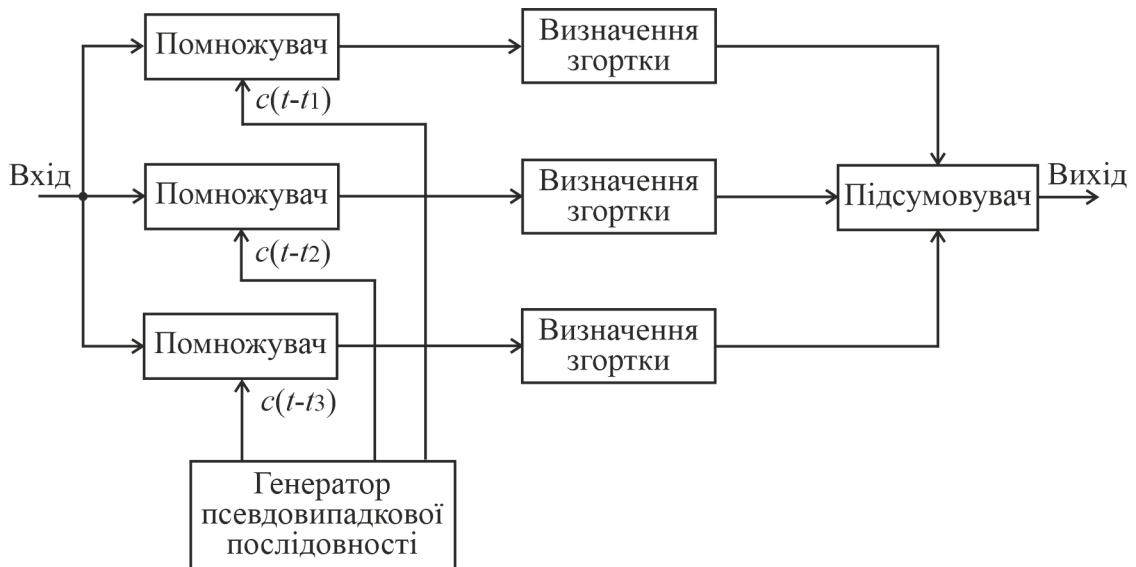 Помножувач
Визначення
згортки
c(t-t1)
Вхід
Помножувач
Визначення
згортки
Підсумовувач
Вихід
c(t-t2)
Помножувач
Визначення
згортки
c(t-t3)
Генератор
псевдовипадкової
послідовності